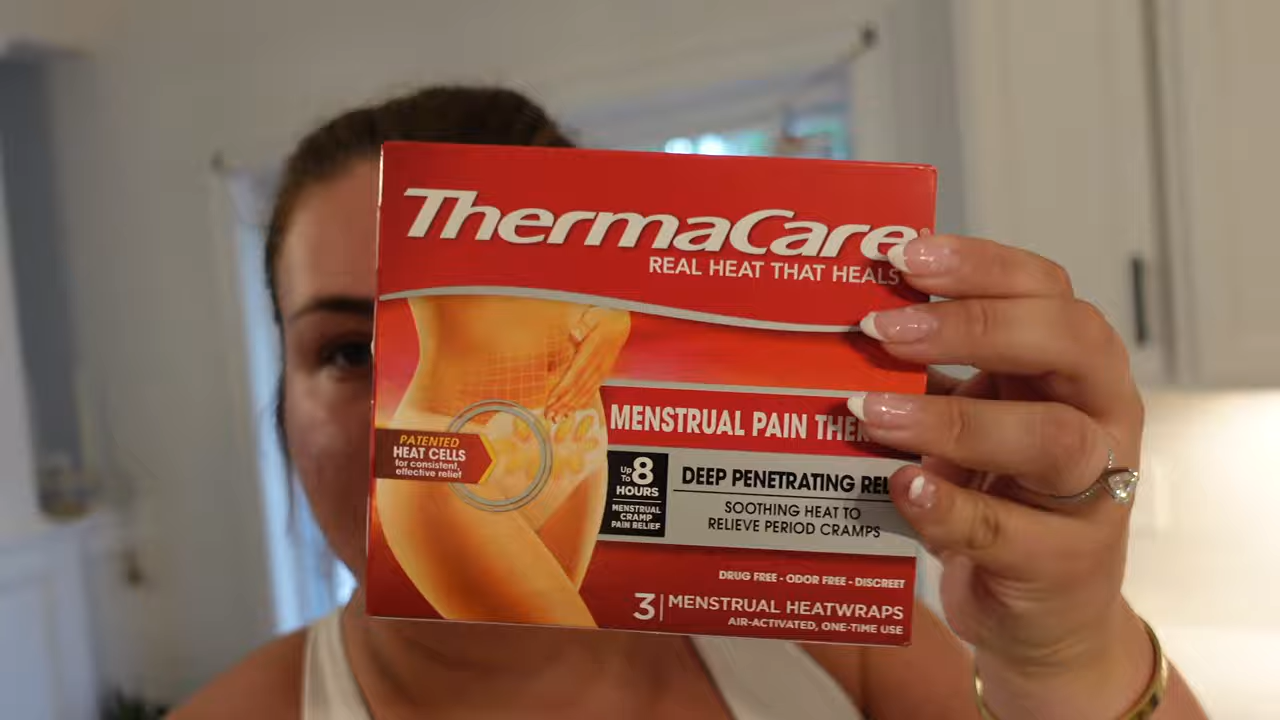 ThermaCare
REAL HEAT THAT HEALS
PATENTED
HEAT CELLS
for consistent,
effective relief
MENSTRUAL PAIN
Up To 8
HOURS
MENSTRUAL
CRAMP
PAIN RELIEF
DEEP PENETRATING
SOOTHING HEAT TO
RELIEVE PERIOD CRAMPS
DRUG FREE - ODOR FREE - DISCREET
3 MENSTRUAL HEATWRAPS
AIR-ACTIVATED, ONE-TIME USE